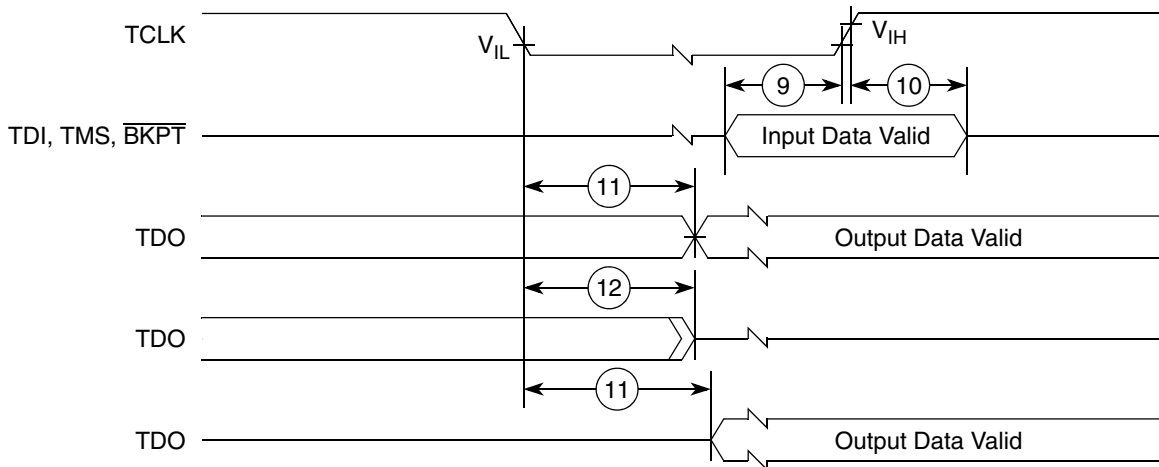 TCLK
V_IL
V_IH
9
10
TDI, TMS, B̅K̅P̅T̅
Input Data Valid
11
TDO
Output Data Valid
12
TDO
11
TDO
Output Data Valid